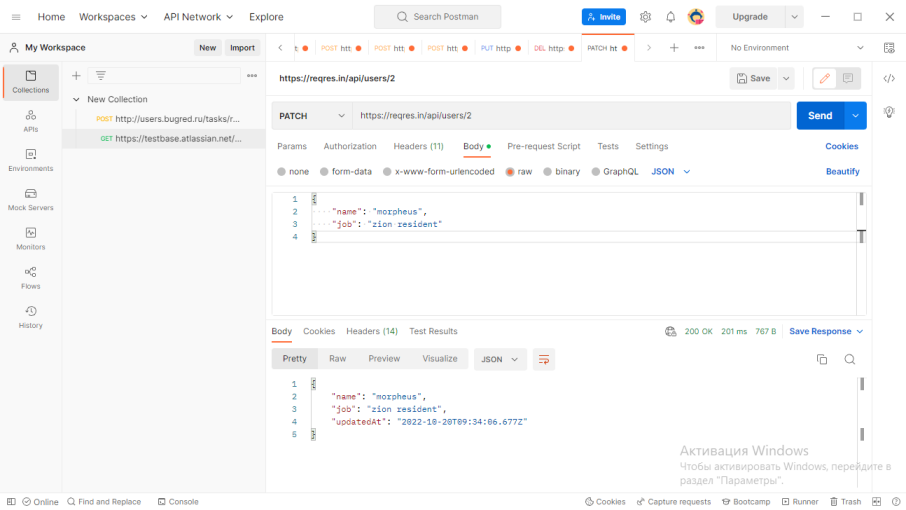 Home Workspaces API Network Explore Search Postman Invite Upgrade
My Workspace New Import
t POST htt POST htt POST htt PUT http DEL http: PATCH ht No Environment
Collections
APIs
Environments
Mock Servers
Monitors
Flows
History
New Collection
POST http://users.bugred.ru/tasks/r...
GET https://testbase.atlassian.net/...
https://reqres.in/api/users/2 Save
PATCH https://reqres.in/api/users/2 Send
Params Authorization Headers (11) Body Pre-request Script Tests Settings Cookies
none form-data x-www-form-urlencoded raw binary GraphQL JSON Beautify
1 {
2 "name": "morpheus",
3 "job": "zion resident"
4 }
Body Cookies Headers (14) Test Results 200 OK 201 ms 767 B Save Response
Pretty Raw Preview Visualize JSON
1 {
2 "name": "morpheus",
3 "job": "zion resident",
4 "updatedAt": "2022-10-20T09:34:06.677Z"
5 }
Активация Windows
Чтобы активировать Windows, перейдите в
раздел "Параметры".
Online Find and Replace Console Cookies Capture requests Bootcamp Runner Trash